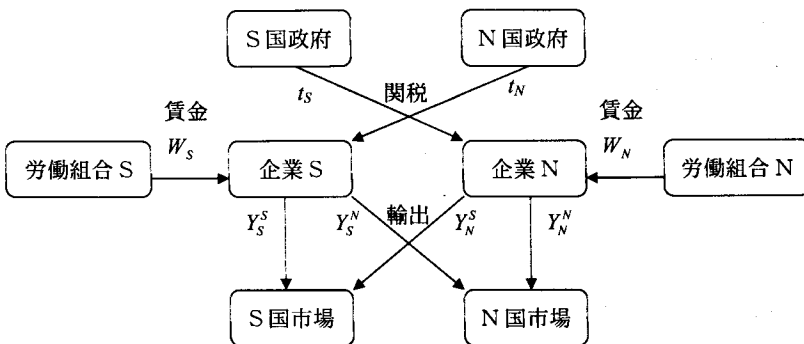 S国政府
N国政府
t_S
関税
t_N
賃金
賃金
W_S
W_N
労働組合S
企業S
企業N
労働組合N
Y_S^S
Y_S^N
輸出
Y_N^S
Y_N^N
S国市場
N国市場